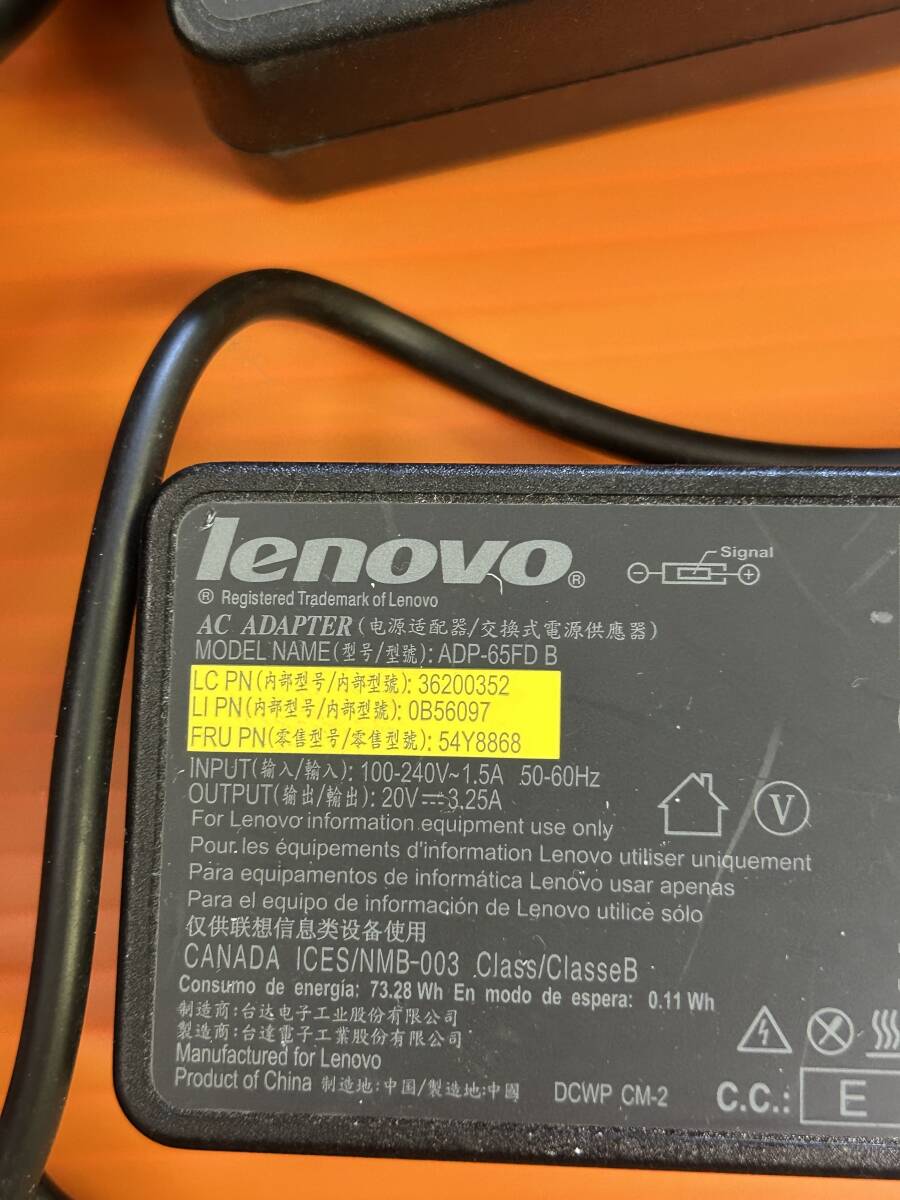 lenovo®
Signal
® Registered Trademark of Lenovo
AC ADAPTER(电源适配器/交換式電源供應器)
MODEL NAME(型号/型號): ADP-65FD B
LC PN(内部型号/內部型號): 36200352
LI PN(内部型号/內部型號): 0B56097
FRU PN(零售型号/零售型號): 54Y8868
INPUT(输入/輸入): 100-240V~1.5A 50-60Hz
OUTPUT(输出/輸出): 20V⎓3.25A
V
For Lenovo information equipment use only
Pour les équipements d'information Lenovo utiliser uniquement
Para equipamentos de informática Lenovo usar apenas
Para el equipo de información de Lenovo utilice sólo
仅供联想信息类设备使用
CANADA ICES/NMB-003 Class/ClasseB
Consumo de energía: 73.28 Wh En modo de espera: 0.11 Wh
制造商:台达电子工业股份有限公司
製造商:台達電子工業股份有限公司
Manufactured for Lenovo
Product of China 制造地:中国/製造地:中國 DCWP CM-2 C.C.: E